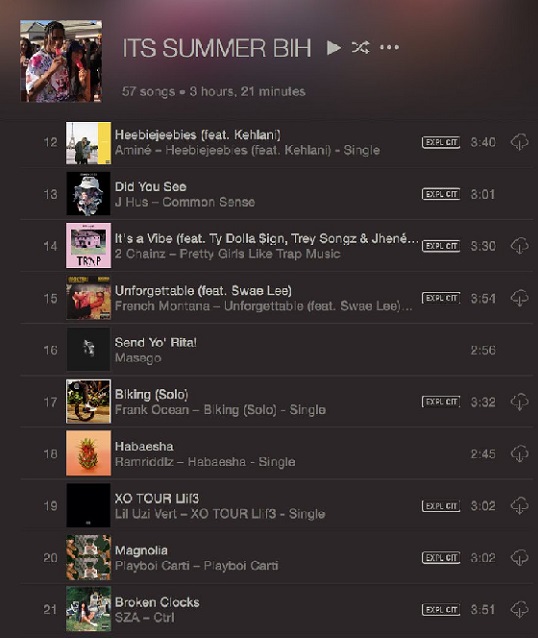 ITS SUMMER BIH
57 songs • 3 hours, 21 minutes
12 Heebiejeebies (feat. Kehlani) EXPLICIT 3:40
Aminé – Heebiejeebies (feat. Kehlani) - Single
13 Did You See EXPLICIT 3:01
J Hus – Common Sense
14 It's a Vibe (feat. Ty Dolla $ign, Trey Songz & Jhené... EXPLICIT 3:30
2 Chainz – Pretty Girls Like Trap Music
TRAP
15 Unforgettable (feat. Swae Lee) EXPLICIT 3:54
French Montana – Unforgettable (feat. Swae Lee)...
16 Send Yo' Rita! 2:56
Masego
17 Biking (Solo) EXPLICIT 3:32
Frank Ocean – Biking (Solo) - Single
18 Habaesha 2:45
Ramriddlz – Habaesha - Single
19 XO TOUR Llif3 EXPLICIT 3:02
Lil Uzi Vert – XO TOUR Llif3 - Single
20 Magnolia EXPLICIT 3:02
Playboi Carti – Playboi Carti
21 Broken Clocks EXPLICIT 3:51
SZA – Ctrl